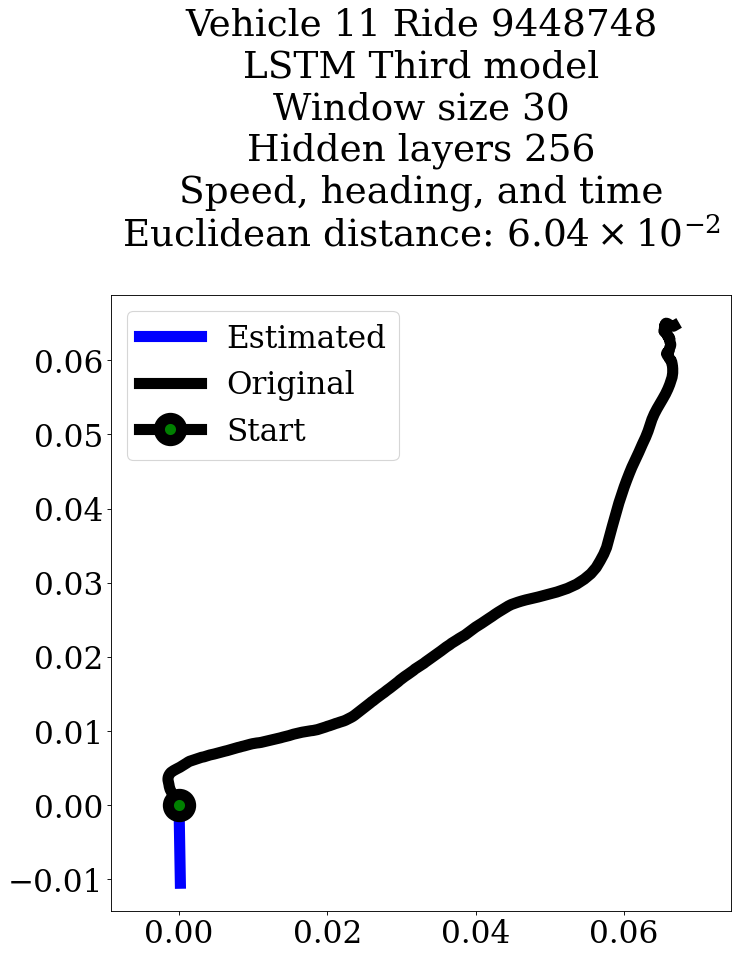 Vehicle 11 Ride 9448748
LSTM Third model
Window size 30
Hidden layers 256
Speed, heading, and time
Euclidean distance: 6.04 × 10⁻²
Estimated
Original
Start
0.06
0.05
0.04
0.03
0.02
0.01
0.00
−0.01
0.00 0.02 0.04 0.06